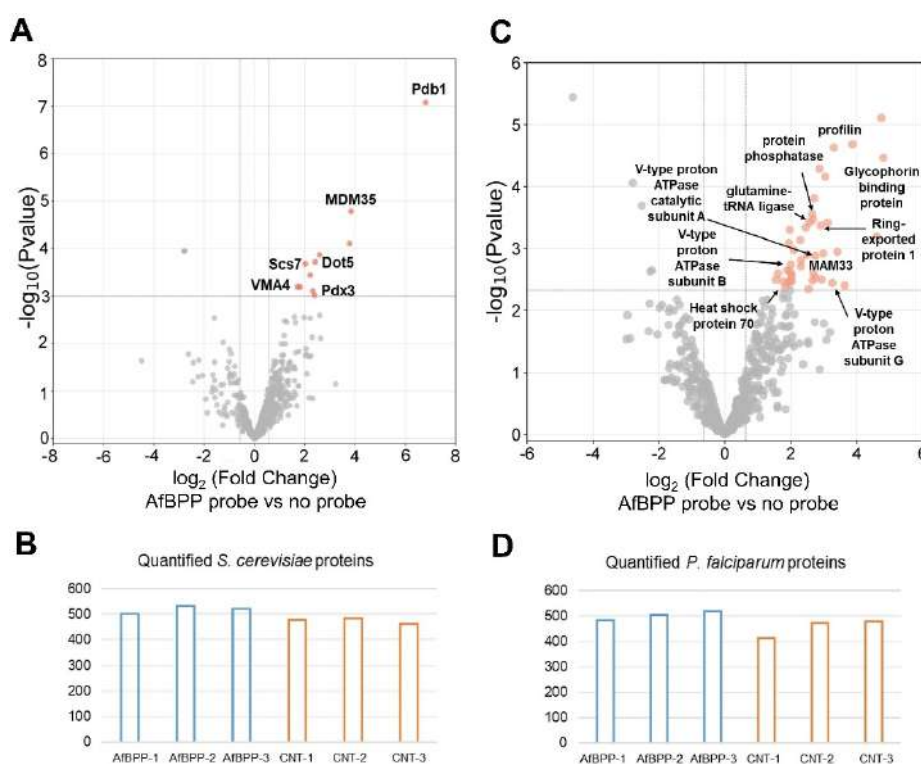 A
8
7
6
5
4
3
2
1
0
-8
-6
-4
-2
0
2
4
6
8
-log10(Pvalue)
Pdb1
MDM35
Scs7
Dot5
VMA4
Pdx3
log2 (Fold Change)
AfBPP probe vs no probe
C
6
5
4
3
2
1
0
-6
-4
-2
0
2
4
6
-log10(Pvalue)
profilin
protein
phosphatase
V-type proton
ATPase
catalytic
subunit A
glutamine-
tRNA ligase
Glycophorin
binding
protein
Ring-
exported
protein 1
V-type
proton
ATPase
subunit B
MAM33
Heat shock
protein 70
V-type
proton
ATPase
subunit G
log2 (Fold Change)
AfBPP probe vs no probe
B
Quantified S. cerevisiae proteins
600
500
400
300
200
100
0
AfBPP-1
AfBPP-2
AfBPP-3
CNT-1
CNT-2
CNT-3
D
Quantified P. falciparum proteins
600
500
400
300
200
100
0
AfBPP-1
AfBPP-2
AfBPP-3
CNT-1
CNT-2
CNT-3